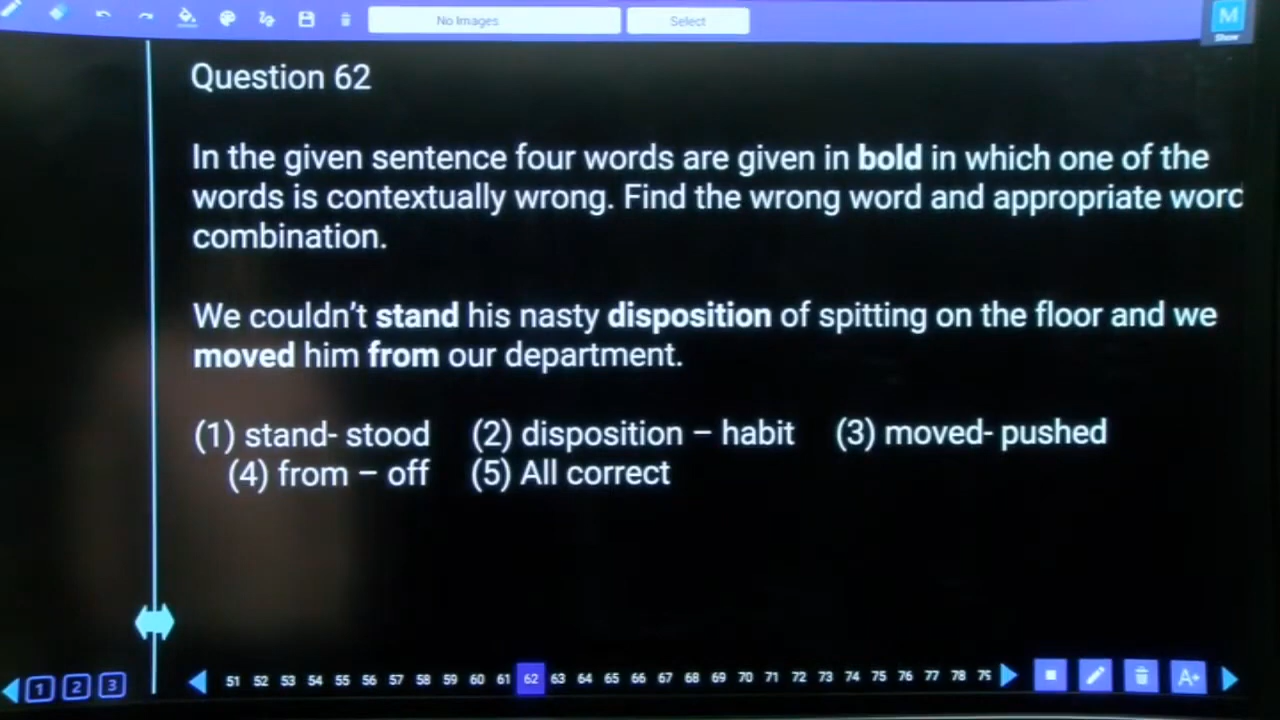 No Images
Select
M
Show
Question 62
In the given sentence four words are given in bold in which one of the
words is contextually wrong. Find the wrong word and appropriate word
combination.
We couldn't stand his nasty disposition of spitting on the floor and we
moved him from our department.
(1) stand- stood (2) disposition – habit (3) moved- pushed
(4) from – off (5) All correct
1 2 3 51 52 53 54 55 56 57 58 59 60 61 62 63 64 65 66 67 68 69 70 71 72 73 74 75 76 77 78 A+